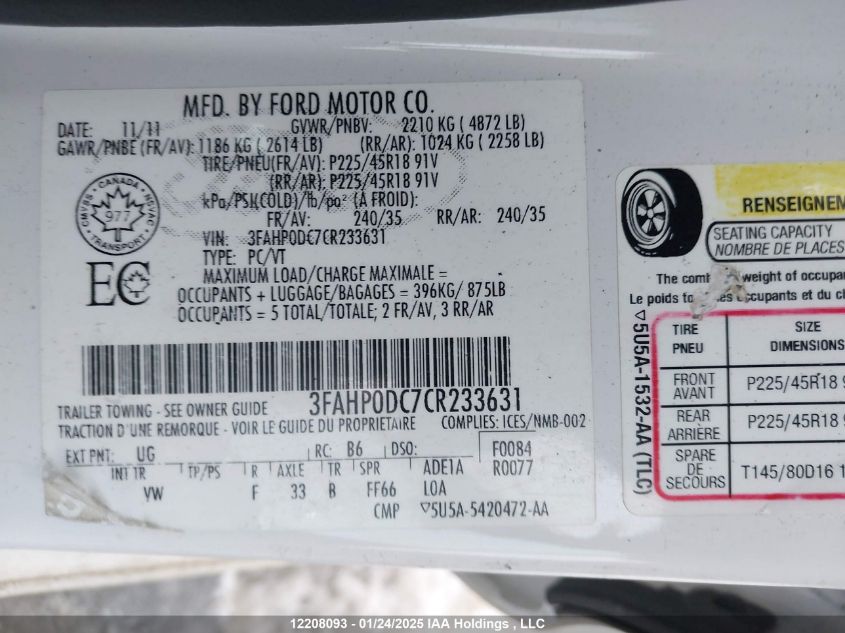 MFD. BY FORD MOTOR CO.
DATE: 11/11 GVWR/PNBV: 2210 KG ( 4872 LB)
GAWR/PNBE (FR/AV): 1186 KG ( 2614 LB) (RR/AR): 1024 KG ( 2258 LB)
TIRE/PNEU(FR/AV): P225/45R18 91V
(RR/AR): P225/45R18 91V
kPa/PSI(COLD)/lb/po² (À FROID):
FR/AV: 240/35 RR/AR: 240/35
VIN: 3FAHP0DC7CR233631
TYPE: PC/VT
MAXIMUM LOAD/CHARGE MAXIMALE =
OCCUPANTS + LUGGAGE/BAGAGES = 396KG/ 875LB
OCCUPANTS = 5 TOTAL/TOTALE; 2 FR/AV, 3 RR/AR
CANADA
977
TRANSPORT
EC
3FAHP0DC7CR233631
TRAILER TOWING - SEE OWNER GUIDE
TRACTION D'UNE REMORQUE - VOIR LE GUIDE DU PROPRIETAIRE COMPLIES: ICES/NMB-002
EXT PNT: UG RC: B6 DSO: F0084
INT TR TP/PS R AXLE TR SPR ADE1A R0077
VW F 33 B FF66 LOA
CMP ▽5U5A-5420472-AA
RENSEIGNEM
SEATING CAPACITY
NOMBRE DE PLACES
The weight of occupa
Le poids occupants et du c
▽5U5A-1532-AA (TLC)
TIRE SIZE
PNEU DIMENSIONS
FRONT
AVANT P225/45R18 9
REAR
ARRIÈRE P225/45R18 9
SPARE
DE
SECOURS T145/80D16 1
12208093 - 01/24/2025 IAA Holdings , LLC